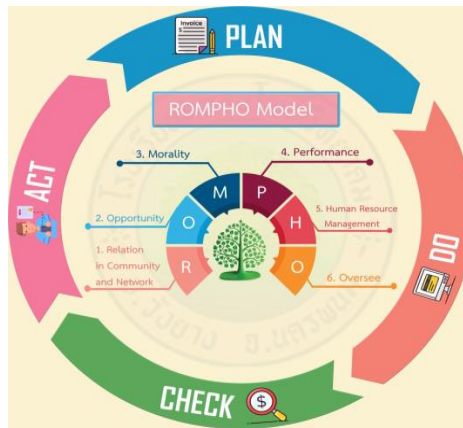 Invoice
$
PLAN
ROMPHO Model
3. Morality
4. Performance
M
P
2. Opportunity
O
H
5. Human Resource
Management
1. Relation
in Community
and Network
R
O
6. Oversee
ACT
DO
CHECK
$